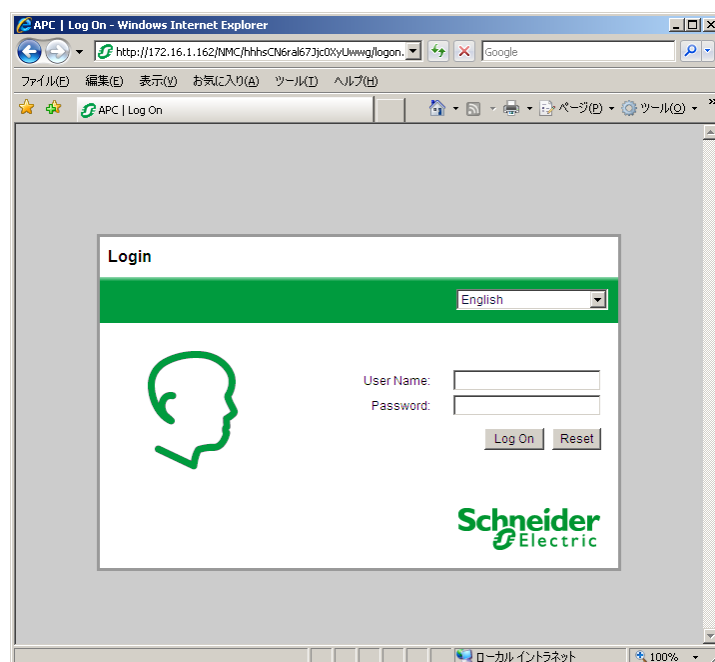 APC | Log On - Windows Internet Explorer
http://172.16.1.162/NMC/hhhsCN6ral67Jjc0XyUwwg/logon.
Google
ファイル(F) 編集(E) 表示(V) お気に入り(A) ツール(T) ヘルプ(H)
APC | Log On
ページ(P) ツール(O) »
Login
English
User Name:
Password:
Log On Reset
Schneider
Electric
ローカル イントラネット 100%